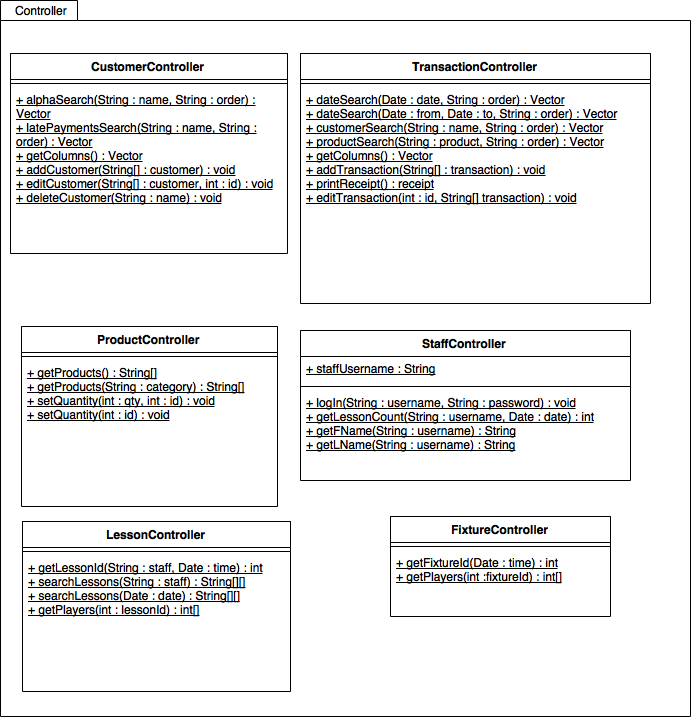 Controller
CustomerController
+ alphaSearch(String : name, String : order) :
Vector
+ latePaymentsSearch(String : name, String :
order) : Vector
+ getColumns() : Vector
+ addCustomer(String[] : customer) : void
+ editCustomer(String[] : customer, int : id) : void
+ deleteCustomer(String : name) : void
TransactionController
+ dateSearch(Date : date, String : order) : Vector
+ dateSearch(Date : from, Date : to, String : order) : Vector
+ customerSearch(String : name, String : order) : Vector
+ productSearch(String : product, String : order) : Vector
+ getColumns() : Vector
+ addTransaction(String[] : transaction) : void
+ printReceipt() : receipt
+ editTransaction(int : id, String[] transaction) : void
ProductController
+ getProducts() : String[]
+ getProducts(String : category) : String[]
+ setQuantity(int : qty, int : id) : void
+ setQuantity(int : id) : void
StaffController
+ staffUsername : String
+ logIn(String : username, String : password) : void
+ getLessonCount(String : username, Date : date) : int
+ getFName(String : username) : String
+ getLName(String : username) : String
LessonController
+ getLessonId(String : staff, Date : time) : int
+ searchLessons(String : staff) : String[][]
+ searchLessons(Date : date) : String[][]
+ getPlayers(int : lessonId) : int[]
FixtureController
+ getFixtureId(Date : time) : int
+ getPlayers(int :fixtureId) : int[]